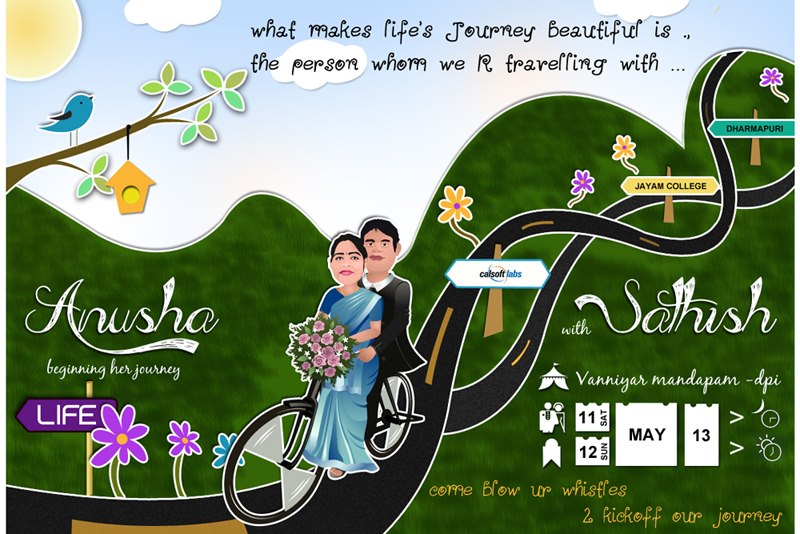 what makes life's Journey beautiful is .,
the person whom we R travelling with ...
DHARMAPURI
JAYAM COLLEGE
calsoft labs
Anusha
beginning her journey
LIFE
with Sathish
Vanniyar mandapam -dpi
11 SAT
12 SUN
MAY
13
>
>
come blow ur whistles
2 kickoff our journey